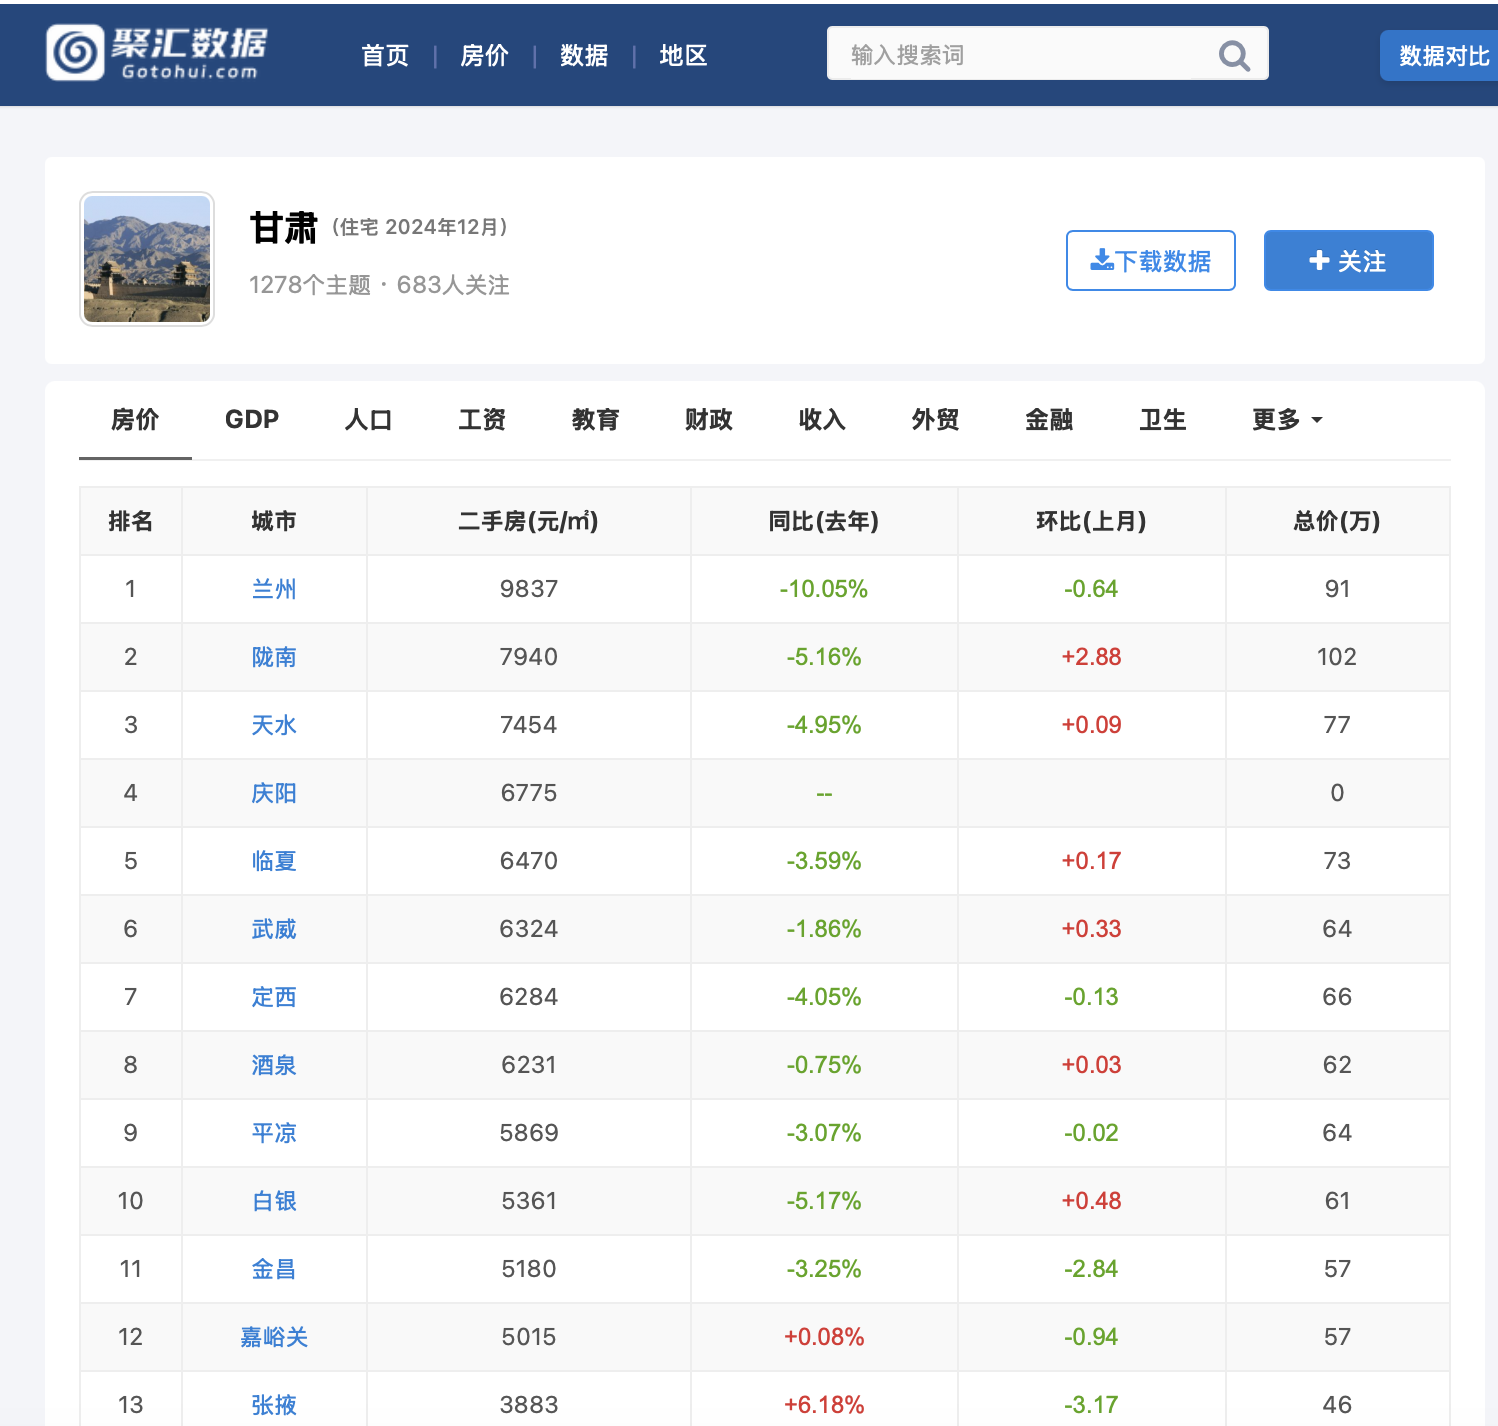 聚汇数据
Gotohui.com
首页 | 房价 | 数据 | 地区
输入搜索词
数据对比
甘肃 (住宅 2024年12月)
1278个主题 · 683人关注
下载数据
+ 关注
房价 GDP 人口 工资 教育 财政 收入 外贸 金融 卫生 更多
排名 城市 二手房(元/㎡) 同比(去年) 环比(上月) 总价(万)
1 兰州 9837 -10.05% -0.64 91
2 陇南 7940 -5.16% +2.88 102
3 天水 7454 -4.95% +0.09 77
4 庆阳 6775 -- 0
5 临夏 6470 -3.59% +0.17 73
6 武威 6324 -1.86% +0.33 64
7 定西 6284 -4.05% -0.13 66
8 酒泉 6231 -0.75% +0.03 62
9 平凉 5869 -3.07% -0.02 64
10 白银 5361 -5.17% +0.48 61
11 金昌 5180 -3.25% -2.84 57
12 嘉峪关 5015 +0.08% -0.94 57
13 张掖 3883 +6.18% -3.17 46